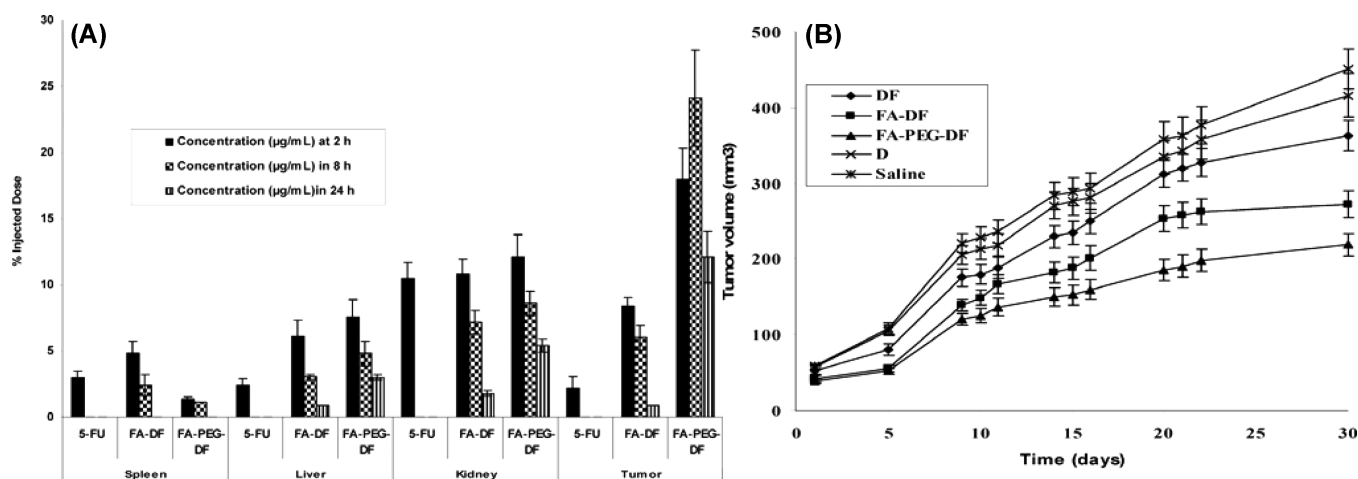 (A)
30
25
20
15
10
5
0
% Injected Dose
Concentration (µg/mL) at 2 h
Concentration (µg/mL) in 8 h
Concentration (µg/mL)in 24 h
5-FU FA-DF FA-PEG-DF 5-FU FA-DF FA-PEG-DF 5-FU FA-DF FA-PEG-DF 5-FU FA-DF FA-PEG-DF
Spleen Liver Kidney Tumor
(B)
500
400
300
200
100
0
Tumor volume (mm3)
DF
FA-DF
FA-PEG-DF
D
Saline
0 5 10 15 20 25 30
Time (days)